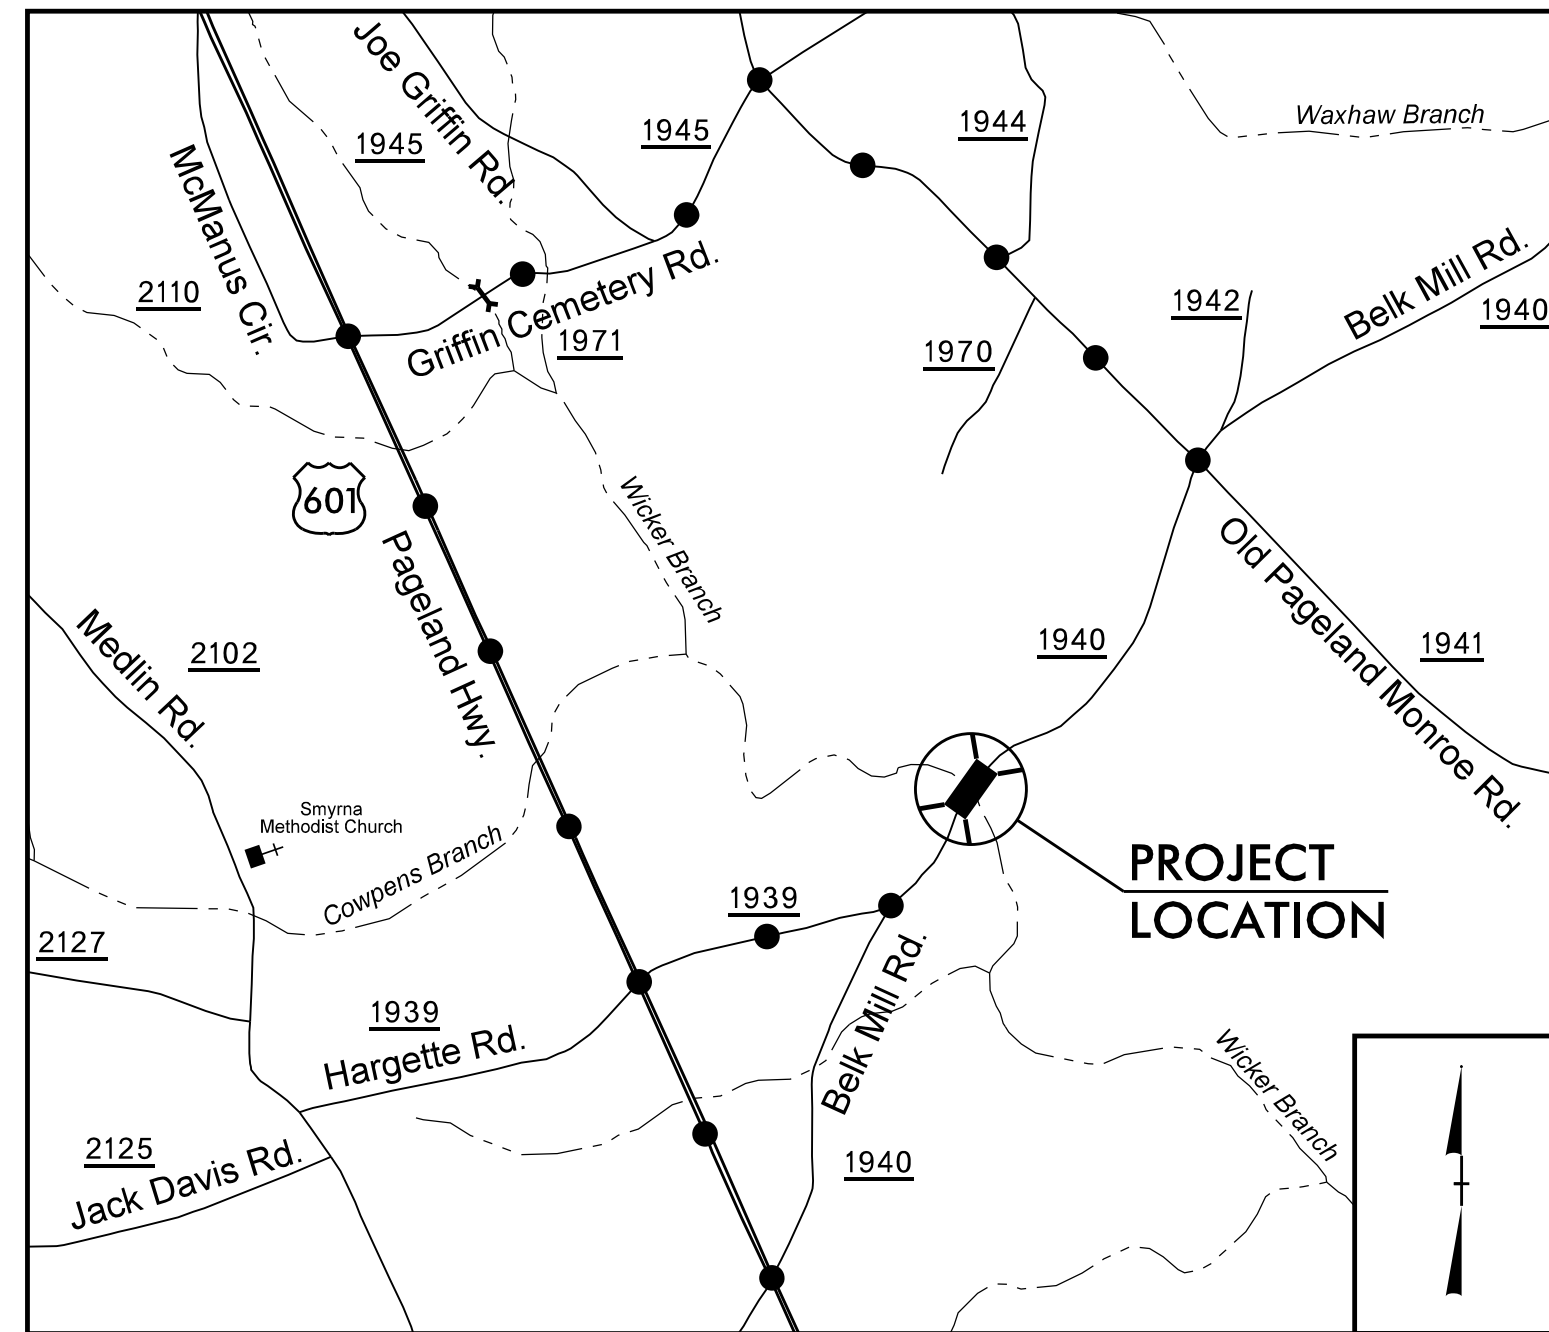 Joe Griffin Rd.
Waxhaw Branch
1944
1945
1945
McManus Cir.
Belk Mill Rd.
2110
Griffin Cemetery Rd.
1942
1940
1971
1970
601
Wicker Branch
Pageland Hwy.
Old Pageland Monroe Rd.
Medlin Rd.
2102
1940
1941
Smyrna
Methodist Church
Cowpens Branch
PROJECT
LOCATION
1939
2127
Belk Mill Rd.
1939
Hargette Rd.
Wicker Branch
2125
Jack Davis Rd.
1940